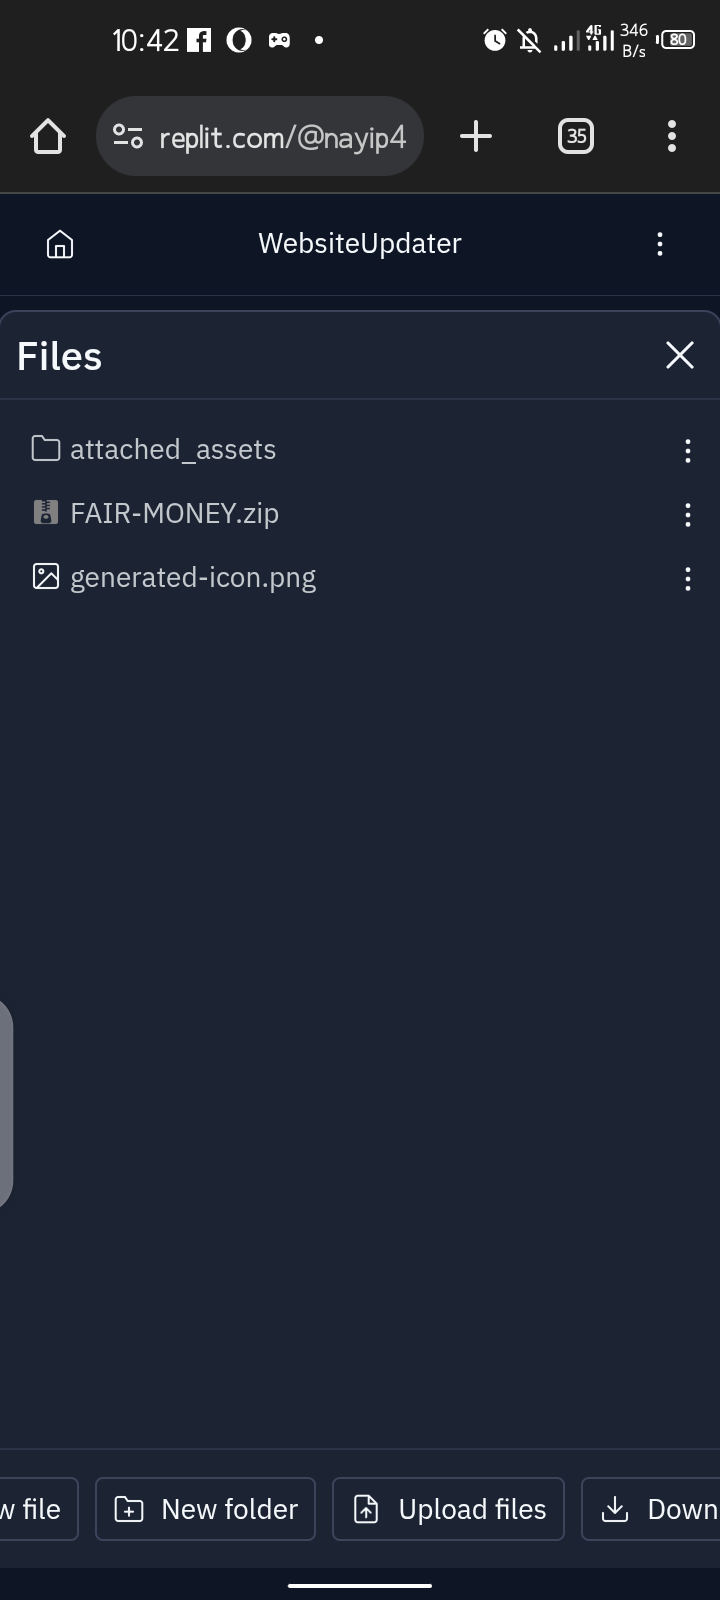 10:42
4G
346
B/s
80
replit.com/@nayip4
35
WebsiteUpdater
Files
attached_assets
FAIR-MONEY.zip
generated-icon.png
w file
New folder
Upload files
Down